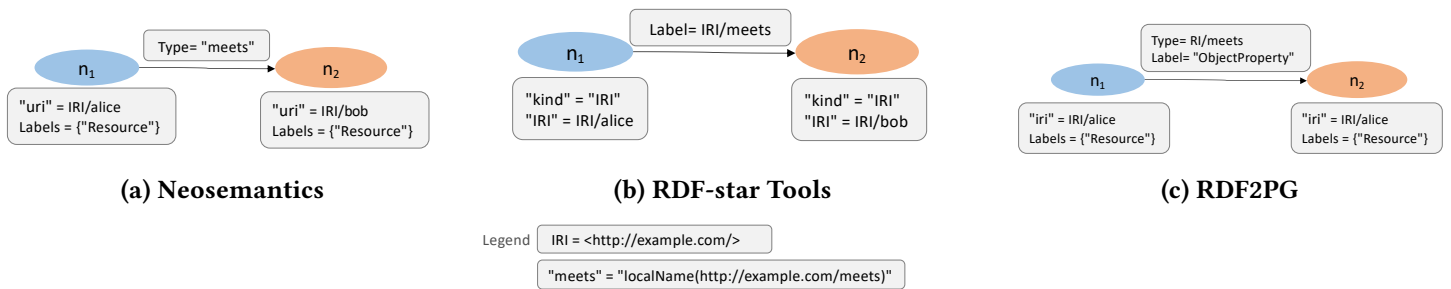 Type= "meets"
n₁
n₂
"uri" = IRI/alice
Labels = {"Resource"}
"uri" = IRI/bob
Labels = {"Resource"}
(a) Neosemantics
Label= IRI/meets
n₁
n₂
"kind" = "IRI"
"IRI" = IRI/alice
"kind" = "IRI"
"IRI" = IRI/bob
(b) RDF-star Tools
Type= RI/meets
Label= "ObjectProperty"
n₁
n₂
"iri" = IRI/alice
Labels = {"Resource"}
"iri" = IRI/alice
Labels = {"Resource"}
(c) RDF2PG
Legend
IRI = <http://example.com/>
"meets" = "localName(http://example.com/meets)"